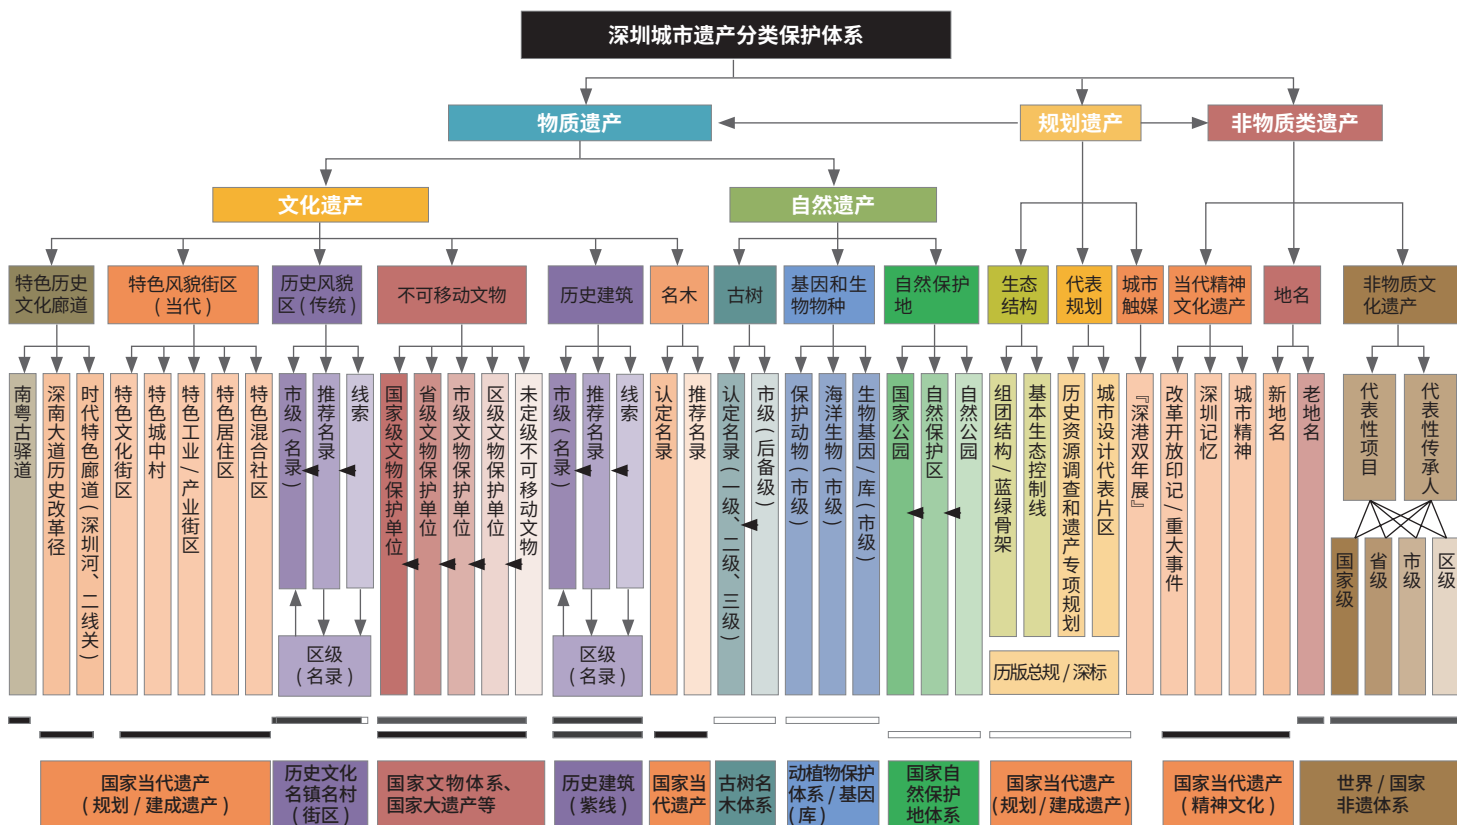 深圳城市遗产分类保护体系
物质遗产
规划遗产
非物质类遗产
文化遗产
自然遗产
特色历史
文化廊道
特色风貌街区
（当代）
历史风貌
区（传统）
不可移动文物
历史建筑
名木
古树
基因和生
物物种
自然保护
地
生态
结构
代表
规划
城市
触媒
当代精神
文化遗产
地名
非物质文
化遗产
南粤古驿道
深南大道历史改革径
时代特色廊道（深圳河、二线关）
特色文化街区
特色城中村
特色工业/产业街区
特色居住区
特色混合社区
市级（名录）
推荐名录
线索
国家级文物保护单位
省级文物保护单位
市级文物保护单位
区级文物保护单位
未定级不可移动文物
市级（名录）
推荐名录
线索
认定名录
推荐名录
认定名录（一级、二级、三级）
市级（后备级）
保护动物（市级）
海洋生物（市级）
生物基因/库（市级）
国家公园
自然保护区
自然公园
组团结构/蓝绿骨架
基本生态控制线
历史资源调查和遗产专项规划
城市设计代表片区
『深港双年展』
改革开放印记/重大事件
深圳记忆
城市精神
新地名
老地名
代表性项目
代表性传承人
国家级
省级
市级
区级
区级
（名录）
区级
（名录）
历版总规/深标
国家当代遗产
（规划/建成遗产）
历史文化
名镇名村
（街区）
国家文物体系、
国家大遗产等
历史建筑
（紫线）
国家当
代遗产
古树名
木体系
动植物保护
体系/基因
（库）
国家自
然保护
地体系
国家当代遗产
（规划/建成遗产）
国家当代遗产
（精神文化）
世界/国家
非遗体系